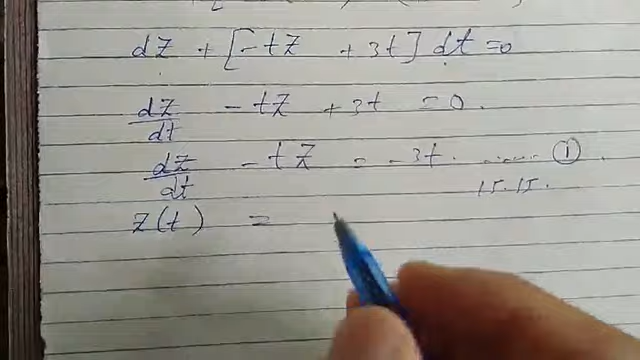 dz + [-tz + 3t] dt = 0
dz/dt - tz + 3t = 0.
dz/dt - tz = -3t. ...... ①.
z(t) =